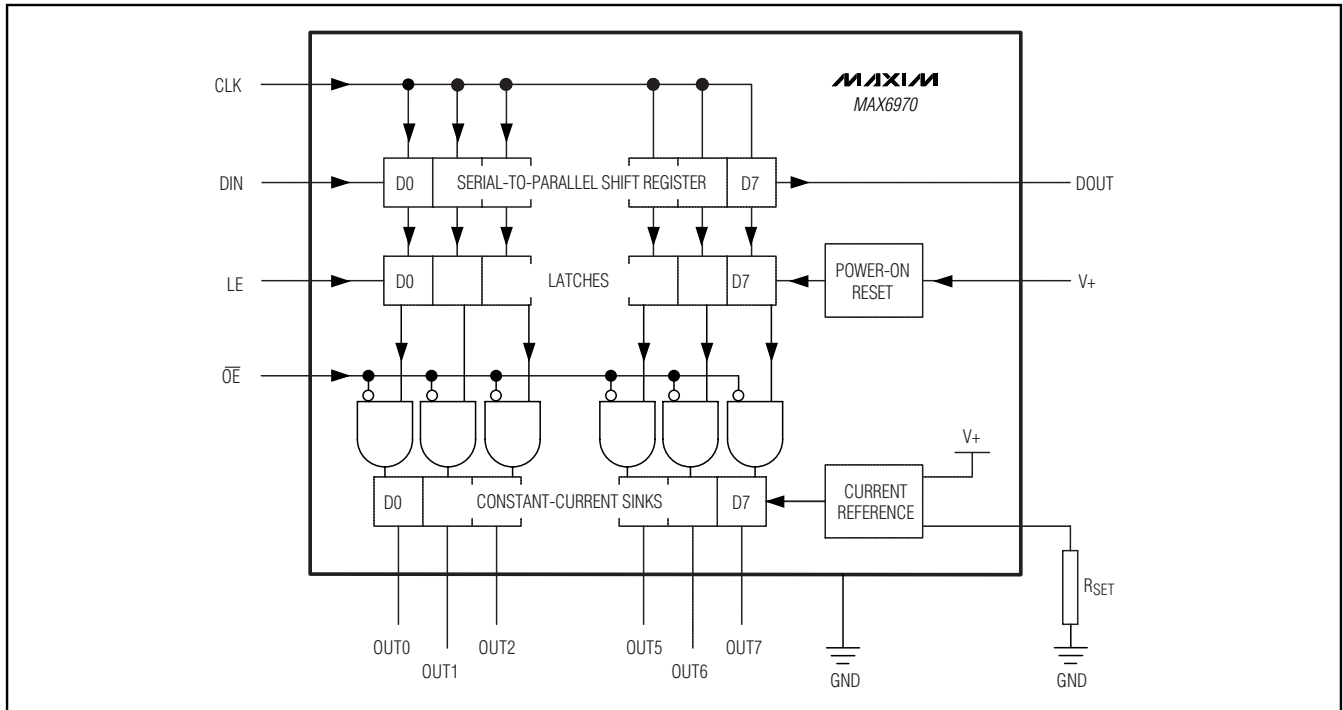 MAXIM
CLK
MAX6970
DIN
D0
SERIAL-TO-PARALLEL SHIFT REGISTER
D7
DOUT
LE
D0
LATCHES
D7
POWER-ON
RESET
V+
OE
V+
D0
CONSTANT-CURRENT SINKS
D7
CURRENT
REFERENCE
RSET
OUT0
OUT1
OUT2
OUT5
OUT6
OUT7
GND
GND